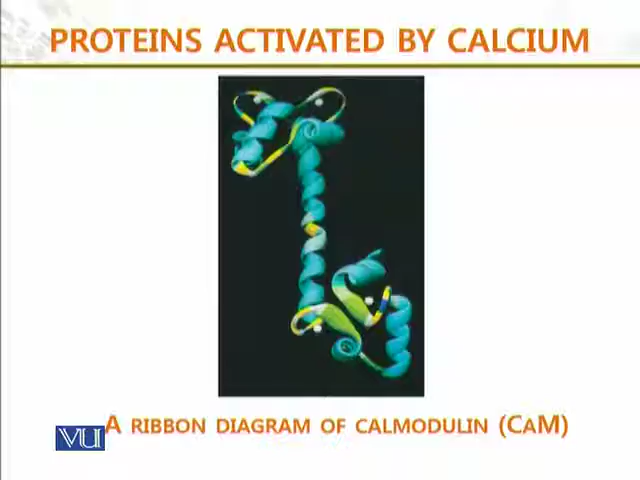 PROTEINS ACTIVATED BY CALCIUM
A RIBBON DIAGRAM OF CALMODULIN (CAM)
VU